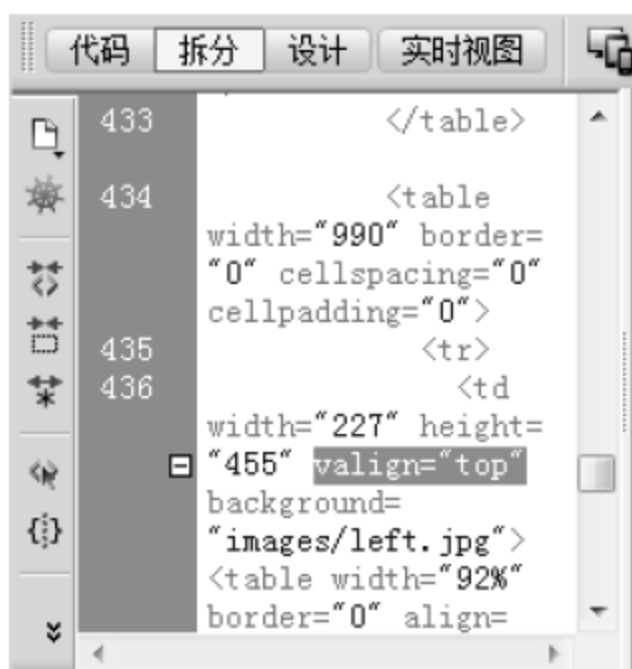 代码 拆分 设计 实时视图
433 </table>
434 <table
width="990" border=
"0" cellspacing="0"
cellpadding="0">
435 <tr>
436 <td
width="227" height=
"455" valign="top"
background=
"images/left.jpg">
<table width="92%"
border="0" align=